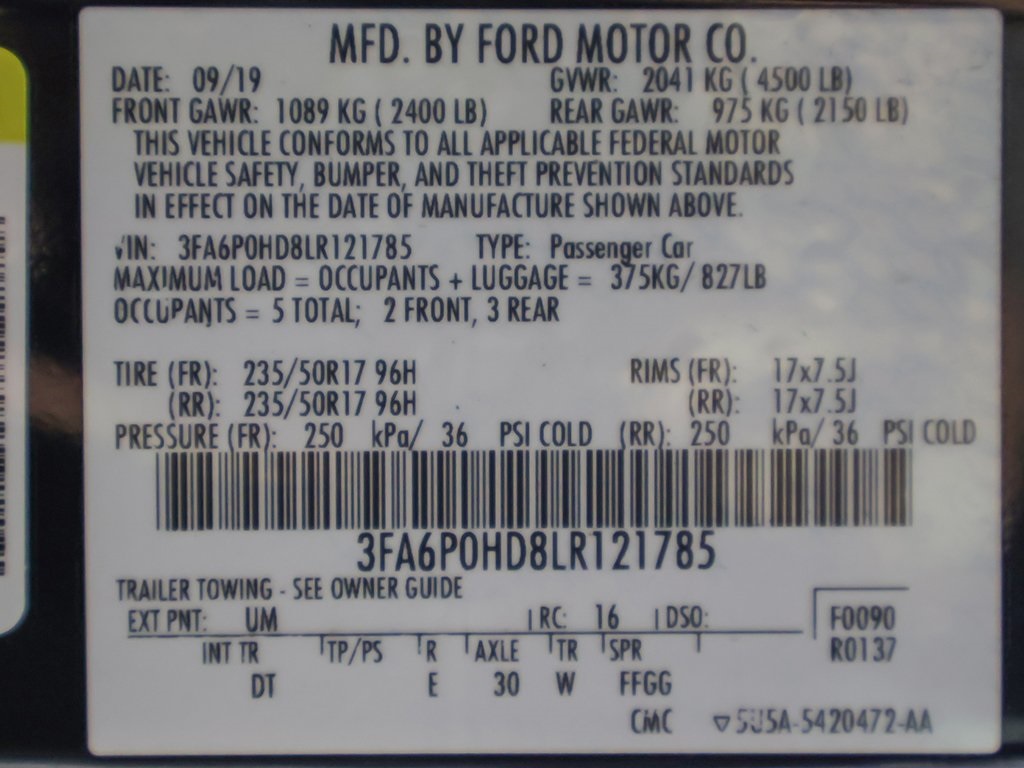 MFD. BY FORD MOTOR CO.
DATE: 09/19 GVWR: 2041 KG ( 4500 LB)
FRONT GAWR: 1089 KG ( 2400 LB) REAR GAWR: 975 KG ( 2150 LB)
THIS VEHICLE CONFORMS TO ALL APPLICABLE FEDERAL MOTOR
VEHICLE SAFETY, BUMPER, AND THEFT PREVENTION STANDARDS
IN EFFECT ON THE DATE OF MANUFACTURE SHOWN ABOVE.
VIN: 3FA6P0HD8LR121785 TYPE: Passenger Car
MAXIMUM LOAD = OCCUPANTS + LUGGAGE = 375KG/ 827LB
OCCUPANTS = 5 TOTAL; 2 FRONT, 3 REAR
TIRE (FR): 235/50R17 96H RIMS (FR): 17x7.5J
(RR): 235/50R17 96H (RR): 17x7.5J
PRESSURE (FR): 250 kPa/ 36 PSI COLD (RR): 250 kPa/ 36 PSI COLD
3FA6P0HD8LR121785
TRAILER TOWING - SEE OWNER GUIDE
EXT PNT: UM RC: 16 DSO: F0090
INT TR TP/PS R AXLE TR SPR R0137
DT E 30 W FFGG
CMC ▽5U5A-5420472-AA